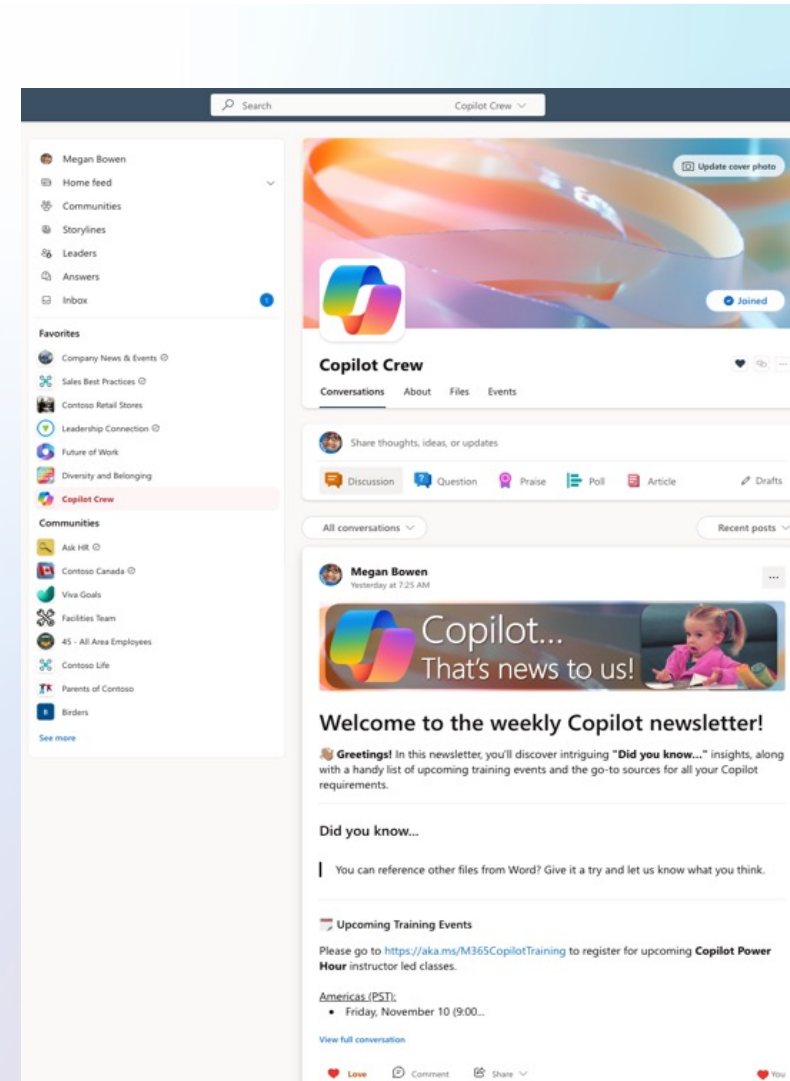 Search
Copilot Crew
Megan Bowen
Home feed
Communities
Storylines
Leaders
Answers
Inbox
1
Favorites
Company News & Events
Sales Best Practices
Contoso Retail Stores
Leadership Connection
Future of Work
Diversity and Belonging
Copilot Crew
Communities
Ask HR
Contoso Canada
Viva Goals
Facilities Team
45 - All Area Employees
Contoso Life
Parents of Contoso
B Birders
See more
Update cover photo
Joined
Copilot Crew
Conversations About Files Events
Share thoughts, ideas, or updates
Discussion Question Praise Poll Article Drafts
All conversations Recent posts
Megan Bowen
Yesterday at 7:25 AM
Copilot...
That's news to us!
Welcome to the weekly Copilot newsletter!
👋🏽 Greetings! In this newsletter, you'll discover intriguing "Did you know..." insights, along
with a handy list of upcoming training events and the go-to sources for all your Copilot
requirements.
Did you know...
You can reference other files from Word? Give it a try and let us know what you think.
Upcoming Training Events
Please go to https://aka.ms/M365CopilotTraining to register for upcoming Copilot Power
Hour instructor led classes.
Americas (PST):
• Friday, November 10 (9:00...
View full conversation
Love Comment Share You